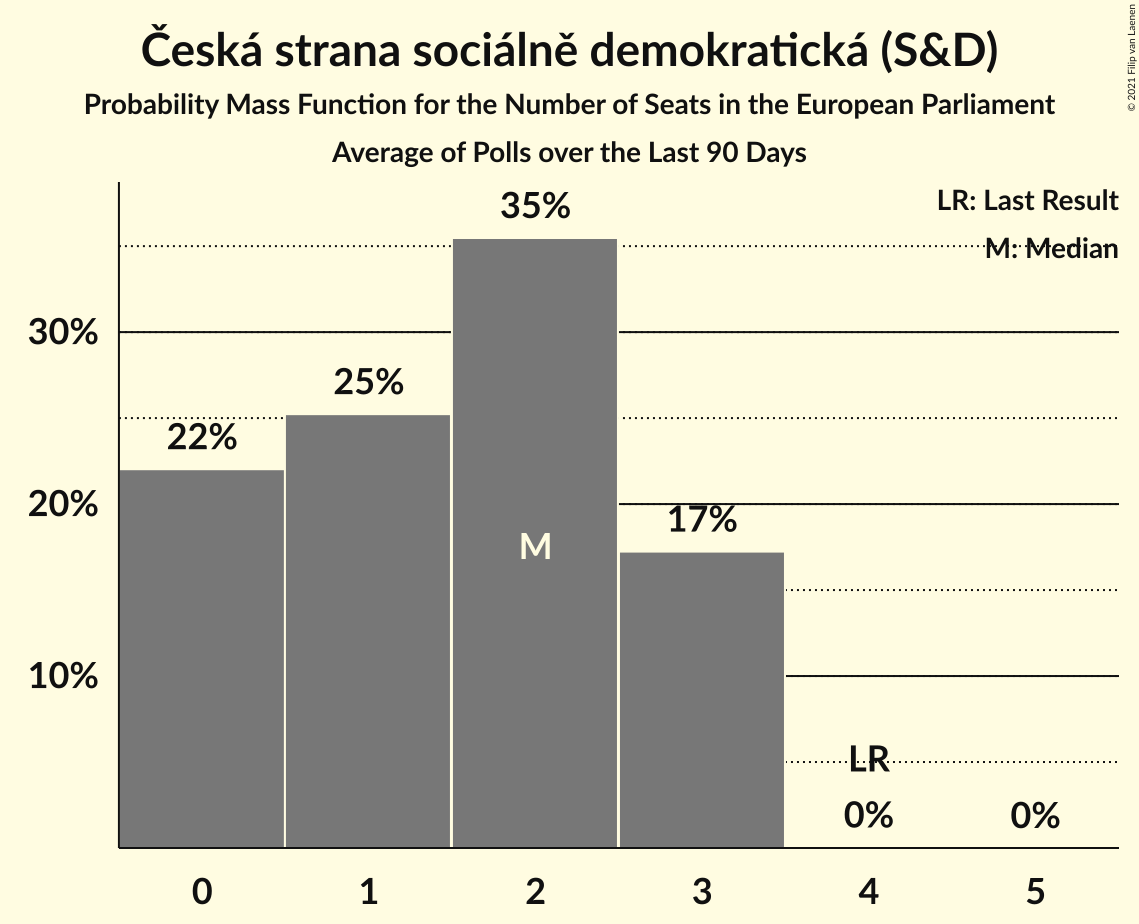 Česká strana sociálně demokratická (S&D)
Probability Mass Function for the Number of Seats in the European Parliament
Average of Polls over the Last 90 Days
© 2021 Filip van Laenen
LR: Last Result
M: Median
35%
30%
25%
22%
20%
17%
M
10%
LR
0%
0%
0
1
2
3
4
5